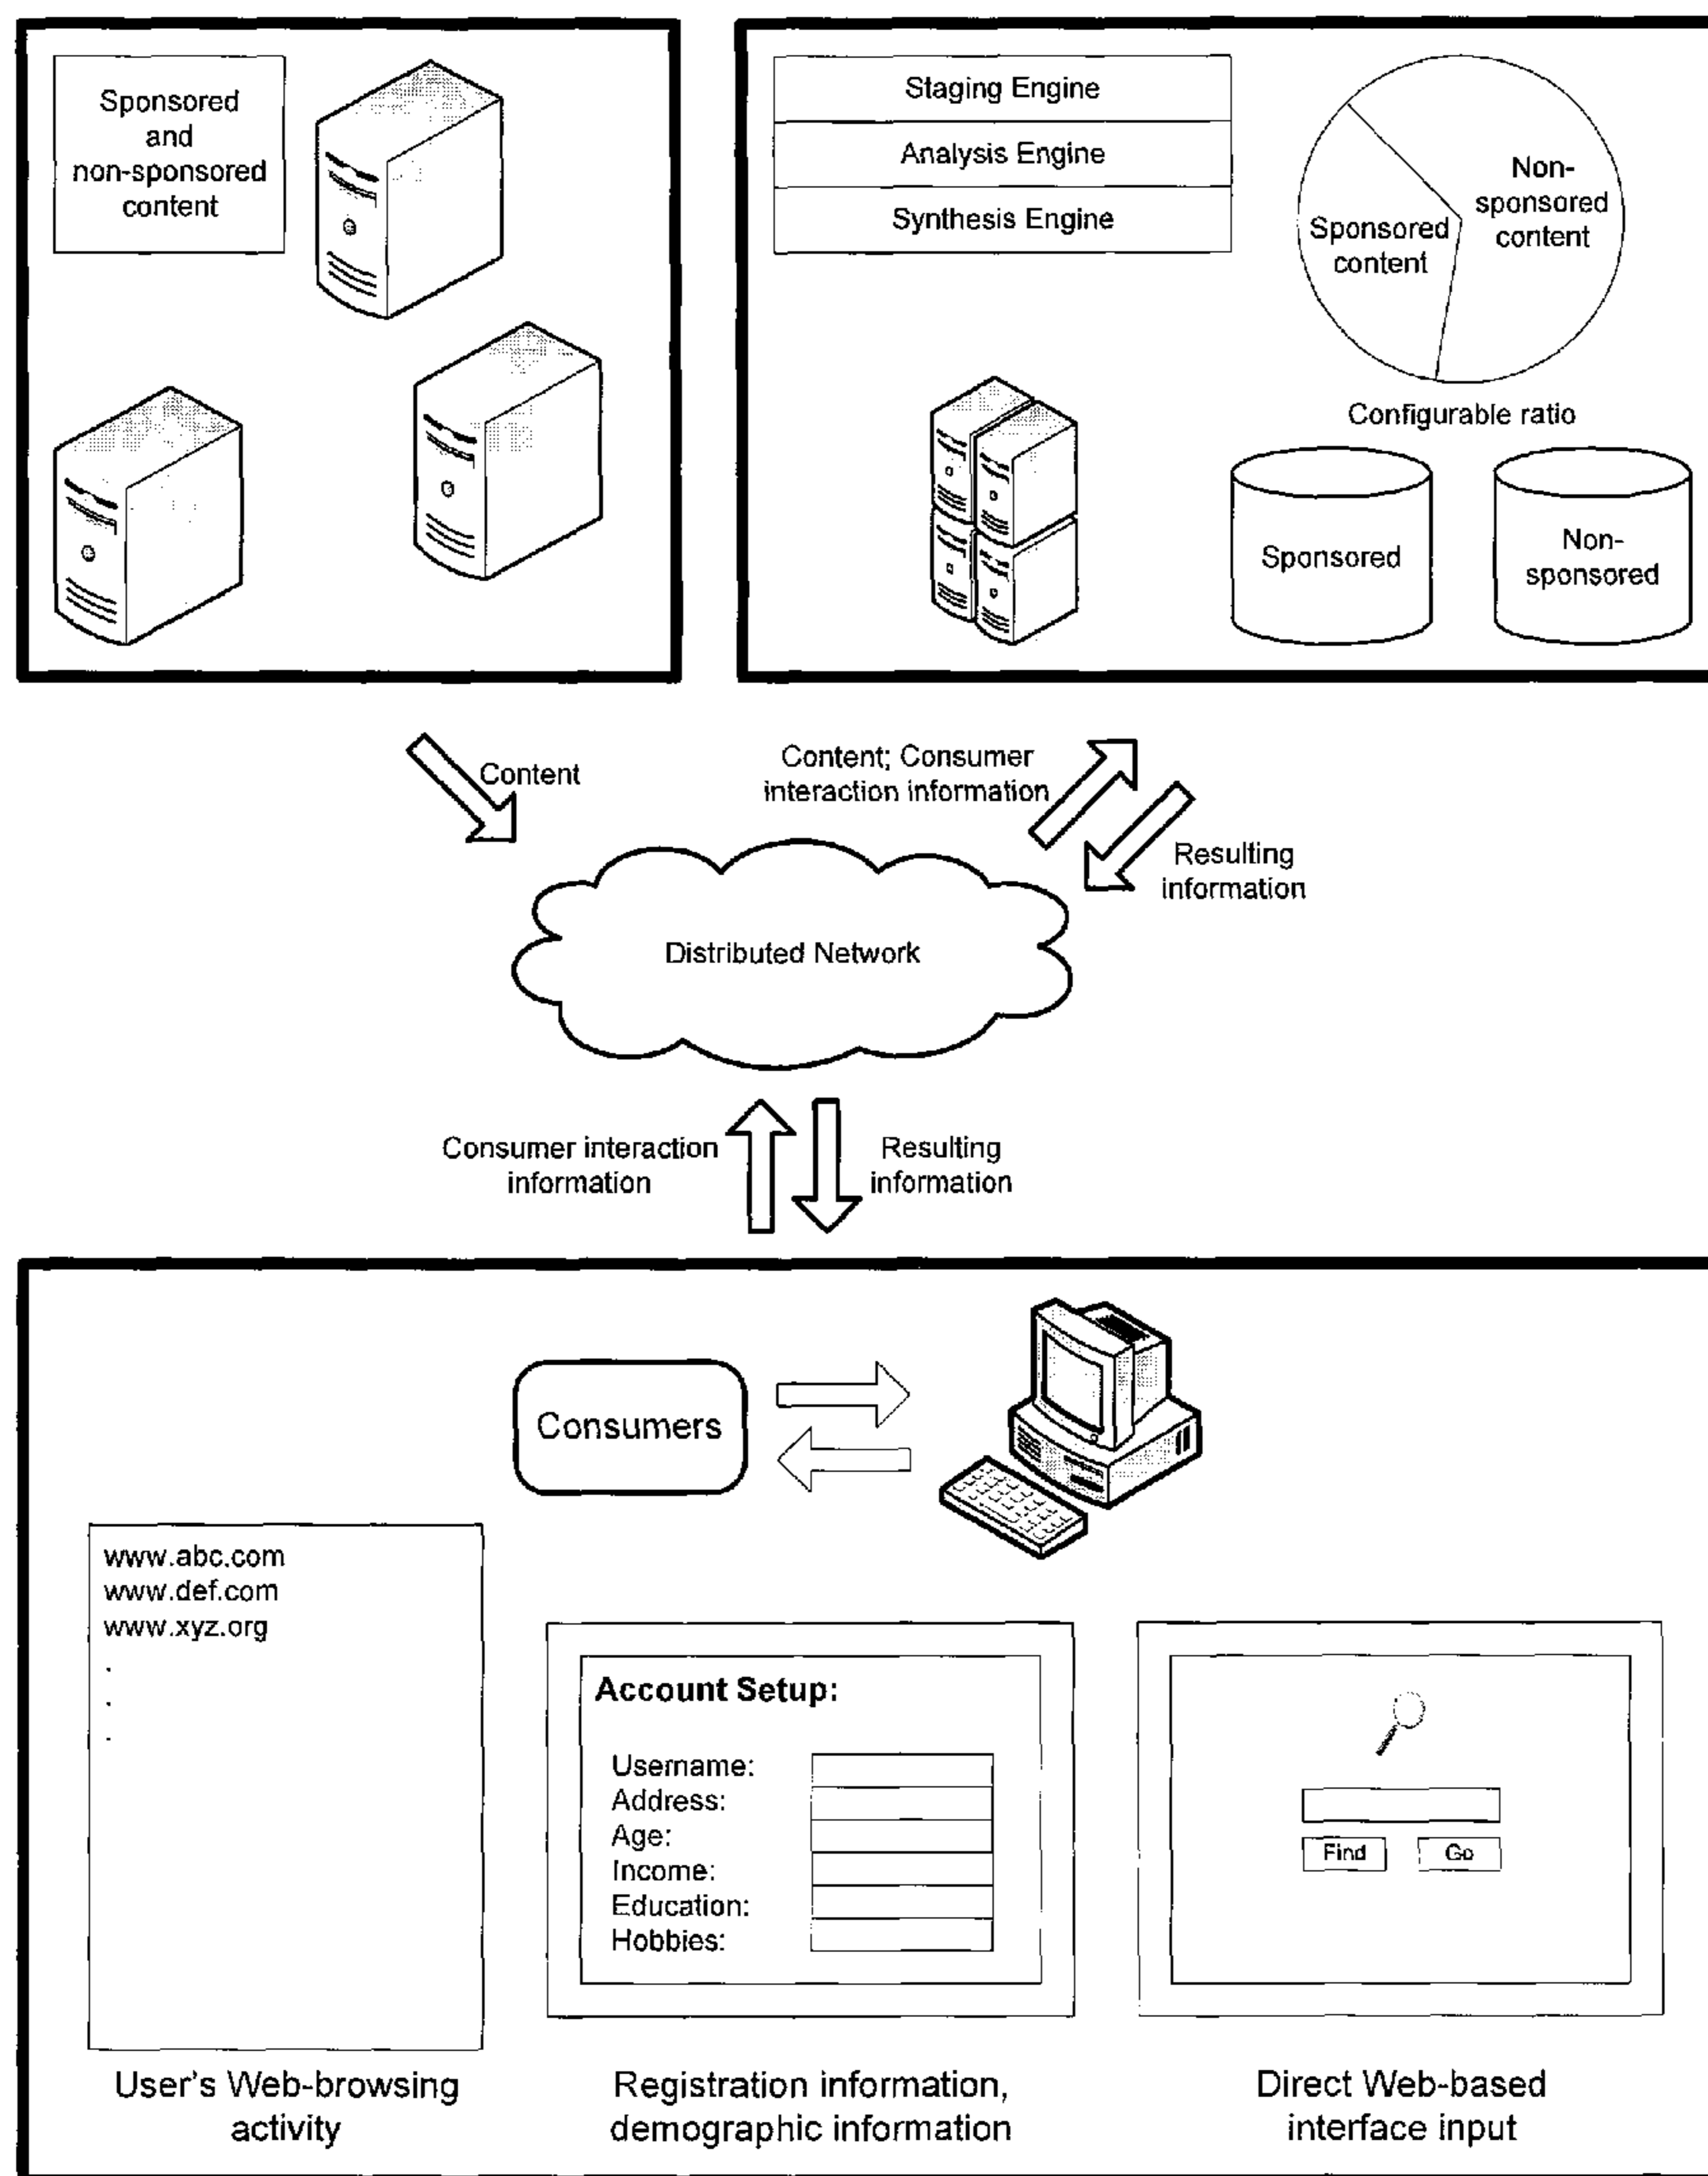 Sponsored
and
non-sponsored
content
Staging Engine
Analysis Engine
Synthesis Engine
Non-
sponsored
content
Sponsored
content
Configurable ratio
Sponsored
Non-
sponsored
Content
Content; Consumer
interaction information
Resulting
information
Distributed Network
Consumer interaction
information
Resulting
information
Consumers
www.abc.com
www.def.com
www.xyz.org
.
.
.
Account Setup:
Username:
Address:
Age:
Income:
Education:
Hobbies:
Find
Go
User's Web-browsing
activity
Registration information,
demographic information
Direct Web-based
interface input